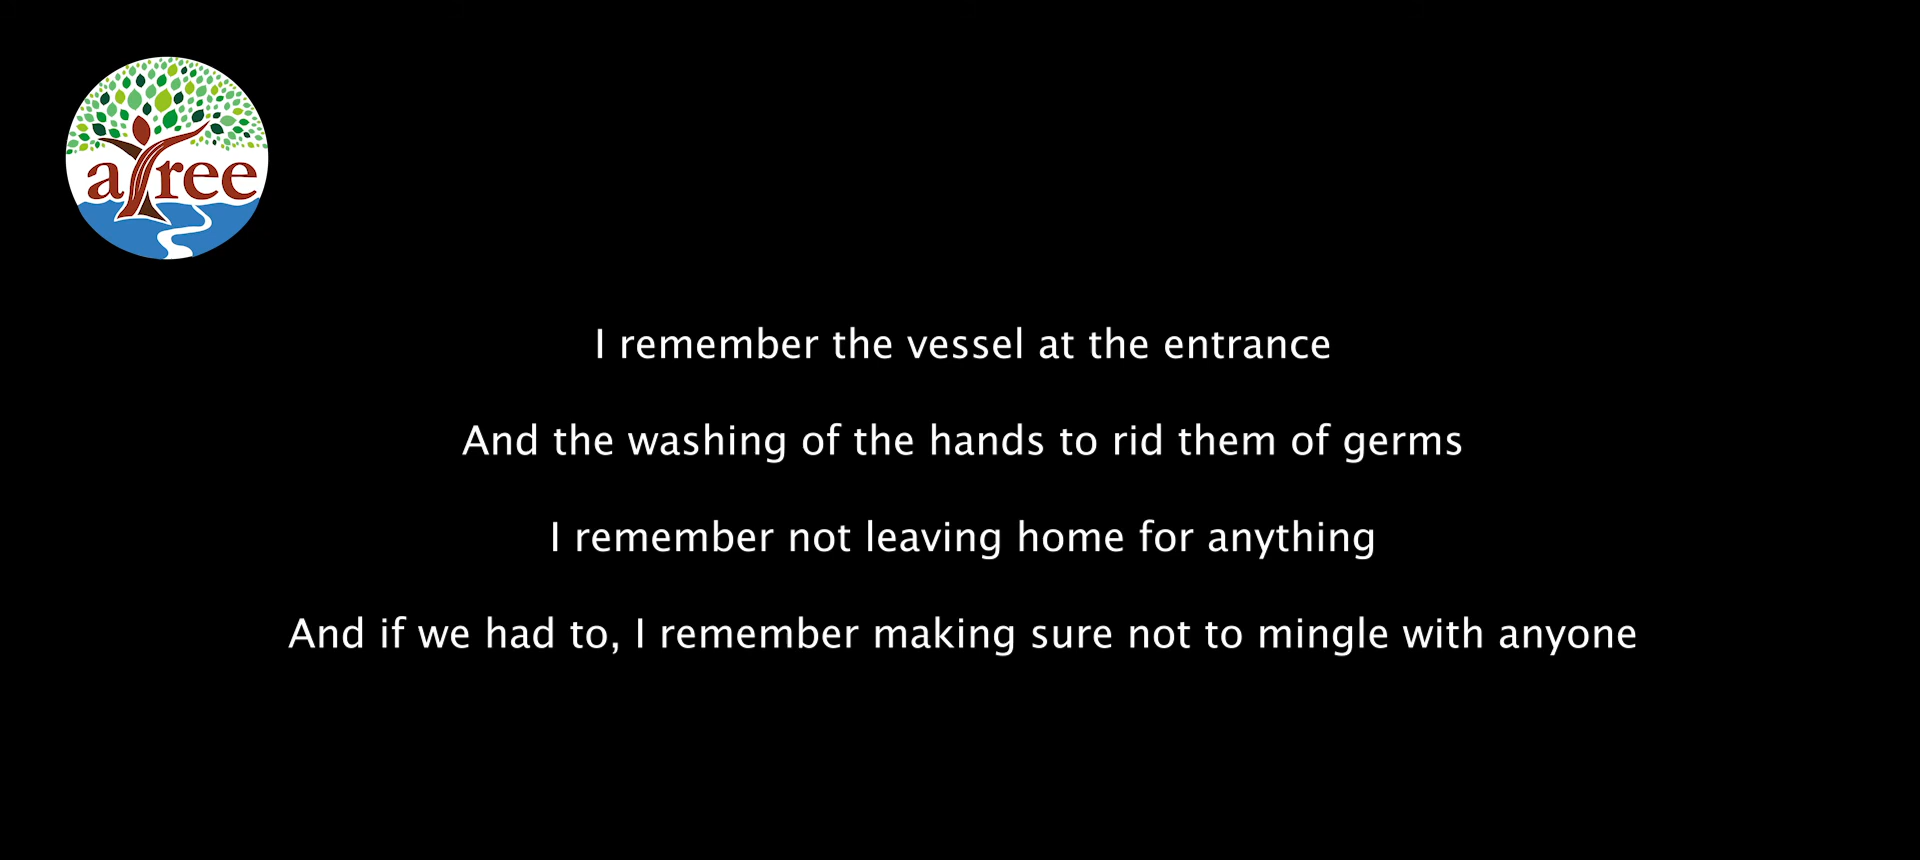 aTree
I remember the vessel at the entrance
And the washing of the hands to rid them of germs
I remember not leaving home for anything
And if we had to, I remember making sure not to mingle with anyone